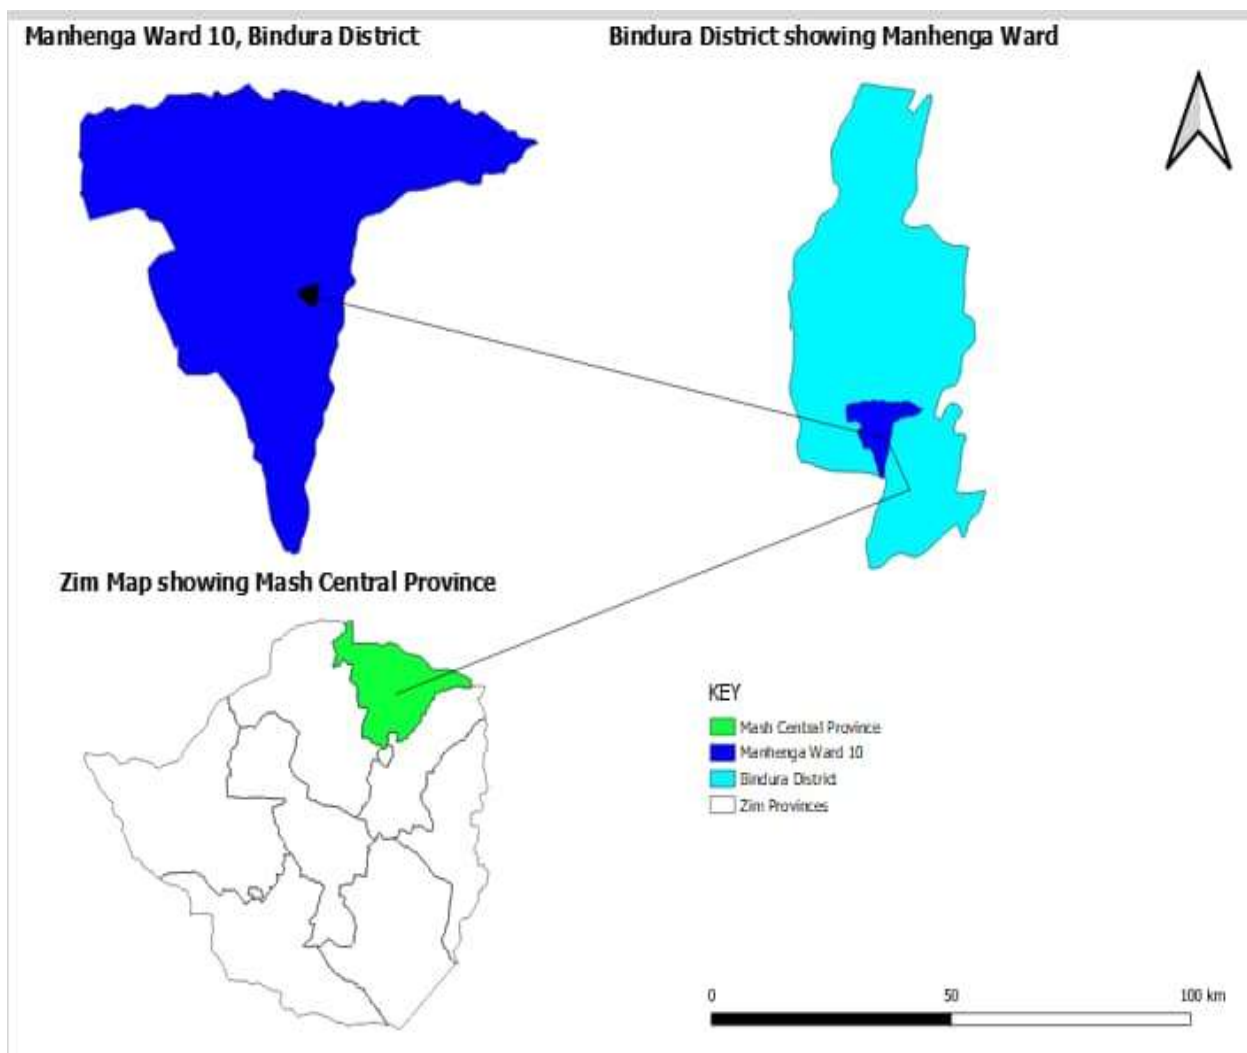 Manhenga Ward 10, Bindura District
Bindura District showing Manhenga Ward
Zim Map showing Mash Central Province
KEY
Mash Central Province
Manhenga Ward 10
Bindura District
Zim Provinces
0 50 100 km